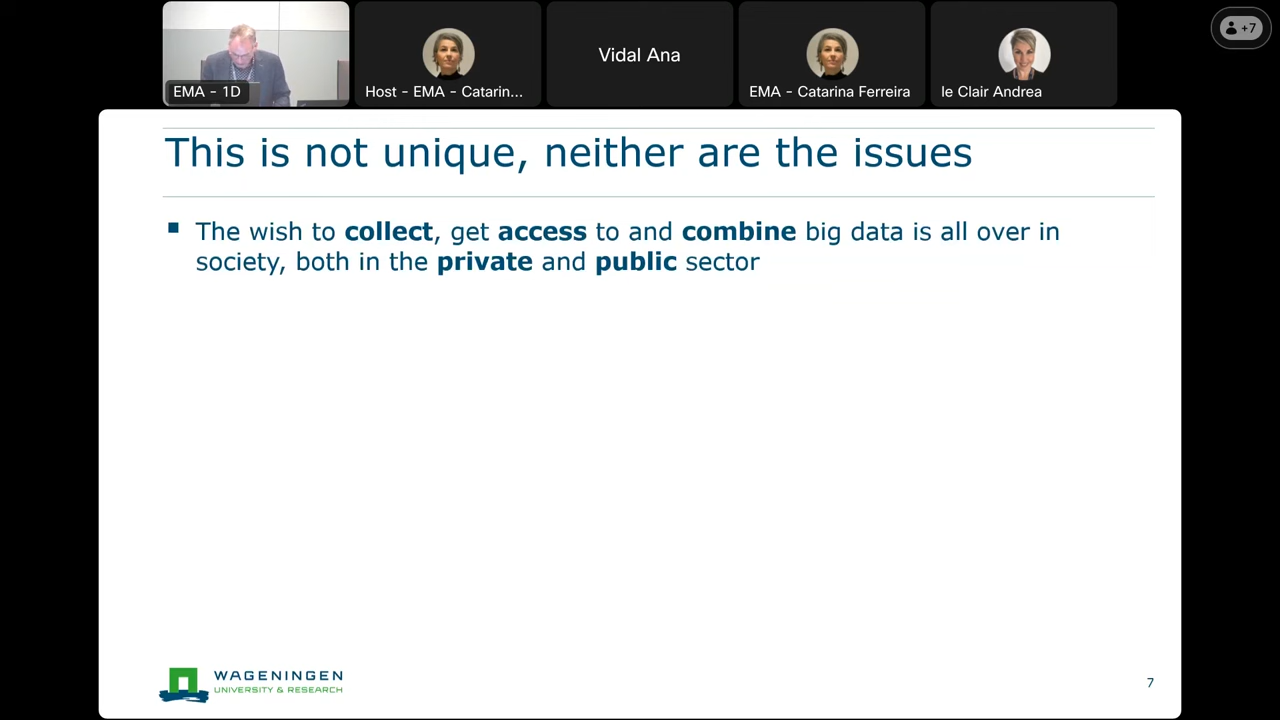 EMA - 1D
Host - EMA - Catarin...
Vidal Ana
EMA - Catarina Ferreira
le Clair Andrea
+7
This is not unique, neither are the issues
▪ The wish to collect, get access to and combine big data is all over in
society, both in the private and public sector
WAGENINGEN
UNIVERSITY & RESEARCH
7